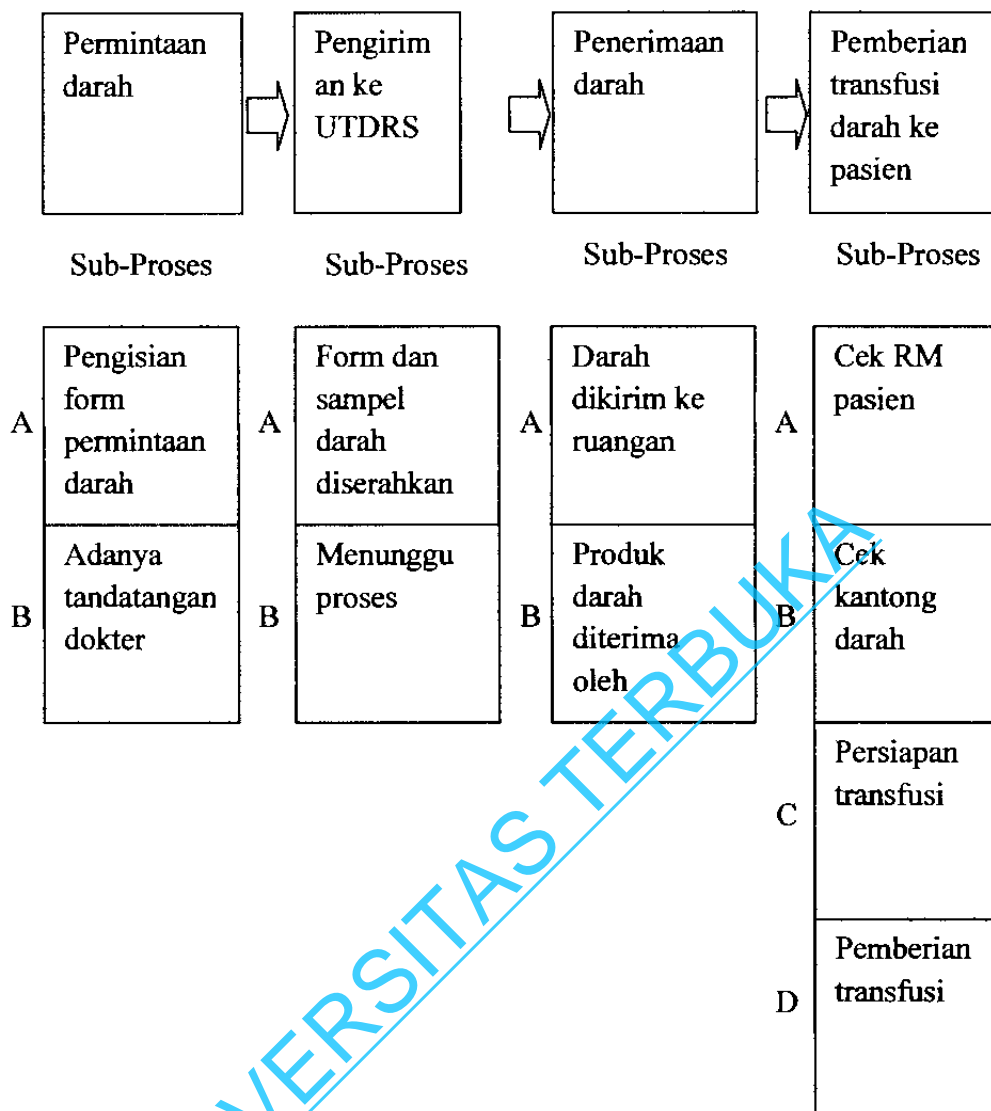 Permintaan
darah
Pengirim
an ke
UTDRS
Penerimaan
darah
Pemberian
transfusi
darah ke
pasien
Sub-Proses
Sub-Proses
Sub-Proses
Sub-Proses
A
Pengisian
form
permintaan
darah
B
Adanya
tandatangan
dokter
A
Form dan
sampel
darah
diserahkan
B
Menunggu
proses
A
Darah
dikirim ke
ruangan
B
Produk
darah
diterima
oleh
A
Cek RM
pasien
B
Cek
kantong
darah
C
Persiapan
transfusi
D
Pemberian
transfusi
VERSITAS TERBUKA